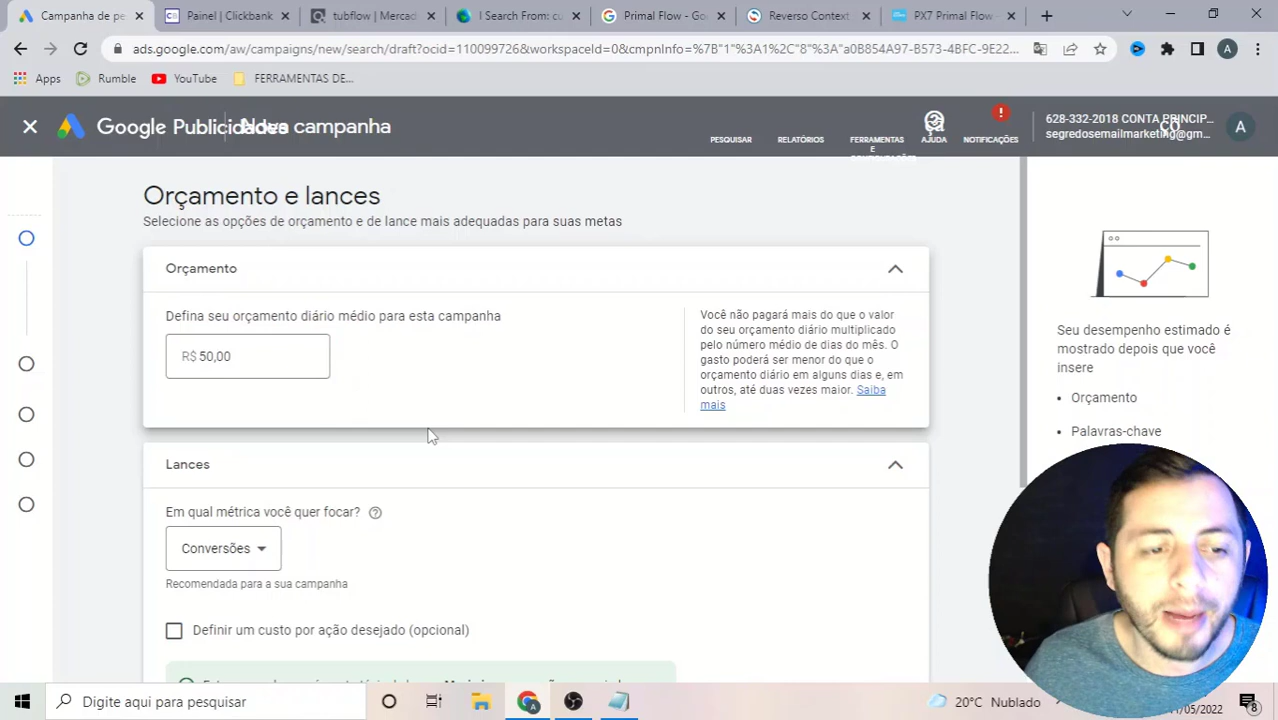 Campanha de pe
Painel | Clickbank
tubflow | Mercad
I Search From: cu
Primal Flow - Go
Reverso Context
PX7 Primal Flow -
ads.google.com/aw/campaigns/new/search/draft?ocid=110099726&workspaceId=0&cmpnInfo=%7B"1"%3A1%2C"8"%3A"a0B854A97-B573-4BFC-9E22...
A
Apps
Rumble
YouTube
FERRAMENTAS DE...
Google Publicidades
Nova campanha
PESQUISAR
RELATÓRIOS
FERRAMENTAS
E
CONFIGURAÇÕES
AJUDA
NOTIFICAÇÕES
628-332-2018 CONTA PRINCIP...
segredosemailmarketing@gm...
A
Orçamento e lances
Selecione as opções de orçamento e de lance mais adequadas para suas metas
Orçamento
Defina seu orçamento diário médio para esta campanha
R$ 50,00
Você não pagará mais do que o valor
do seu orçamento diário multiplicado
pelo número médio de dias do mês. O
gasto poderá ser menor do que o
orçamento diário em alguns dias e, em
outros, até duas vezes maior. Saiba
mais
Seu desempenho estimado é
mostrado depois que você
insere
• Orçamento
• Palavras-chave
Lances
Em qual métrica você quer focar?
Conversões
Recomendada para a sua campanha
Definir um custo por ação desejado (opcional)
Digite aqui para pesquisar
20°C Nublado
/05/2022
8